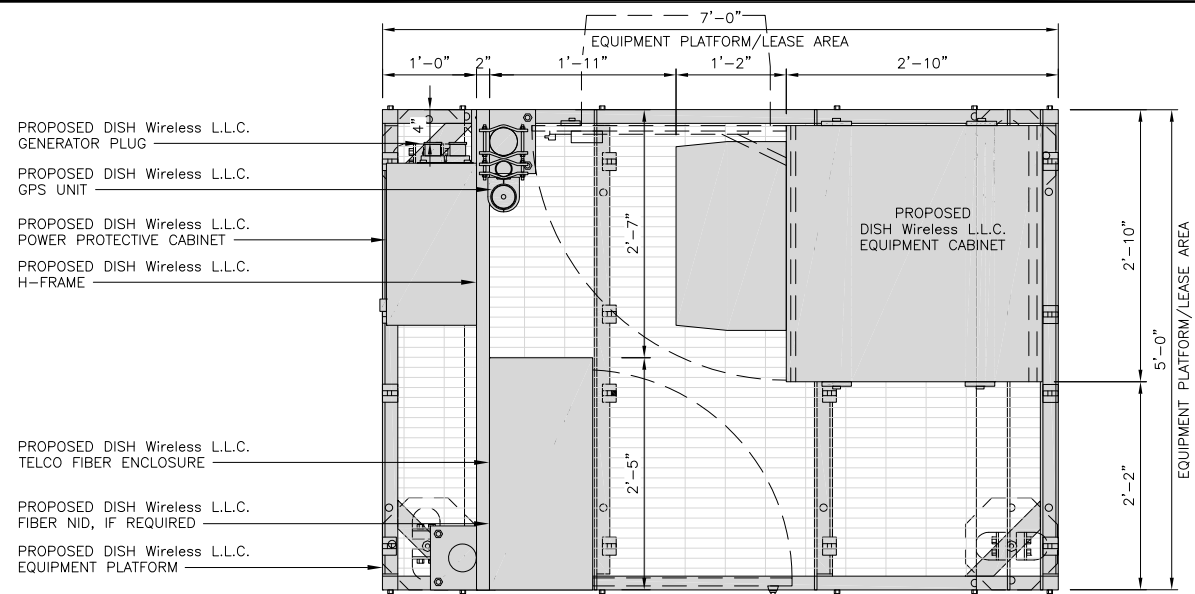 7'-0"
EQUIPMENT PLATFORM/LEASE AREA
1'-0" 2" 1'-11" 1'-2" 2'-10"
PROPOSED DISH Wireless L.L.C.
GENERATOR PLUG
4"
PROPOSED DISH Wireless L.L.C.
GPS UNIT
PROPOSED DISH Wireless L.L.C.
POWER PROTECTIVE CABINET
PROPOSED DISH Wireless L.L.C.
H-FRAME
2'-7"
PROPOSED
DISH Wireless L.L.C.
EQUIPMENT CABINET
2'-10"
5'-0"
EQUIPMENT PLATFORM/LEASE AREA
PROPOSED DISH Wireless L.L.C.
TELCO FIBER ENCLOSURE
2'-5"
2'-2"
PROPOSED DISH Wireless L.L.C.
FIBER NID, IF REQUIRED
PROPOSED DISH Wireless L.L.C.
EQUIPMENT PLATFORM